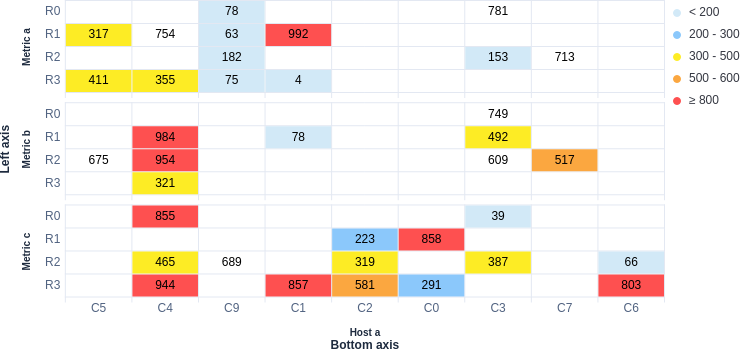 Left axis
Metric a
R0 78 781
R1 317 754 63 992
R2 182 153 713
R3 411 355 75 4
Metric b
R0 749
R1 984 78 492
R2 675 954 609 517
R3 321
Metric c
R0 855 39
R1 223 858
R2 465 689 319 387 66
R3 944 857 581 291 803
C5 C4 C9 C1 C2 C0 C3 C7 C6
Host a
Bottom axis
< 200
200 - 300
300 - 500
500 - 600
≥ 800